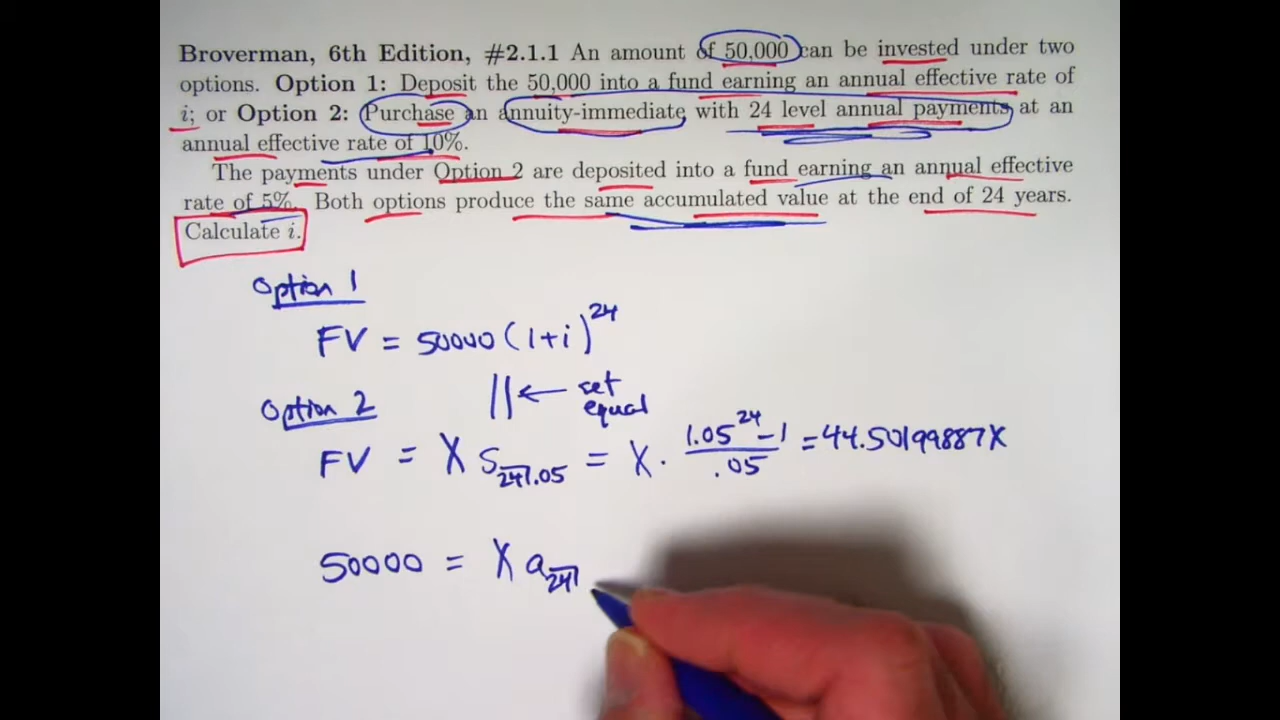 Broverman, 6th Edition, #2.1.1 An amount of 50,000 can be invested under two
options. Option 1: Deposit the 50,000 into a fund earning an annual effective rate of
i; or Option 2: Purchase an annuity-immediate with 24 level annual payments at an
annual effective rate of 10%.
The payments under Option 2 are deposited into a fund earning an annual effective
rate of 5%. Both options produce the same accumulated value at the end of 24 years.
Calculate i.
Option 1
FV = 50000 (1+i)^24
|| ← set
equal
Option 2
FV = X s_24⌉.05 = X · (1.05^24 - 1)/.05 = 44.50199887X
50000 = X a_24⌉